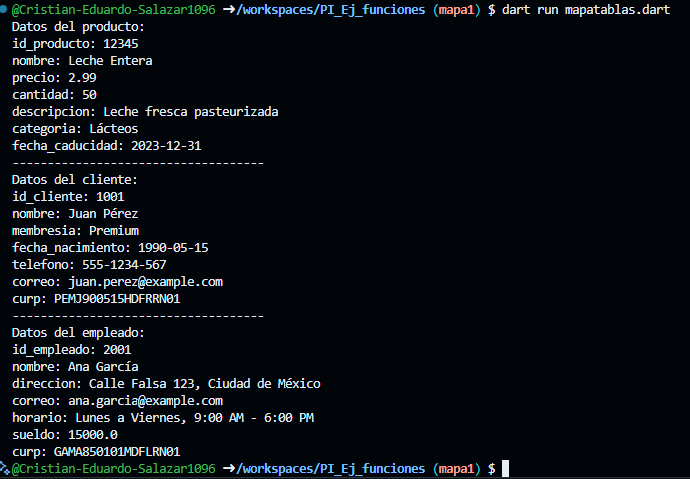 @Cristian-Eduardo-Salazar1096 ➜/workspaces/PI_Ej_funciones (mapa1) $ dart run mapatablas.dart
Datos del producto:
id_producto: 12345
nombre: Leche Entera
precio: 2.99
cantidad: 50
descripcion: Leche fresca pasteurizada
categoria: Lácteos
fecha_caducidad: 2023-12-31
------------------------------------
Datos del cliente:
id_cliente: 1001
nombre: Juan Pérez
membresia: Premium
fecha_nacimiento: 1990-05-15
telefono: 555-1234-567
correo: juan.perez@example.com
curp: PEMJ900515HDFRRN01
------------------------------------
Datos del empleado:
id_empleado: 2001
nombre: Ana García
direccion: Calle Falsa 123, Ciudad de México
correo: ana.garcia@example.com
horario: Lunes a Viernes, 9:00 AM - 6:00 PM
sueldo: 15000.0
curp: GAMA850101MDFLRN01
@Cristian-Eduardo-Salazar1096 ➜/workspaces/PI_Ej_funciones (mapa1) $